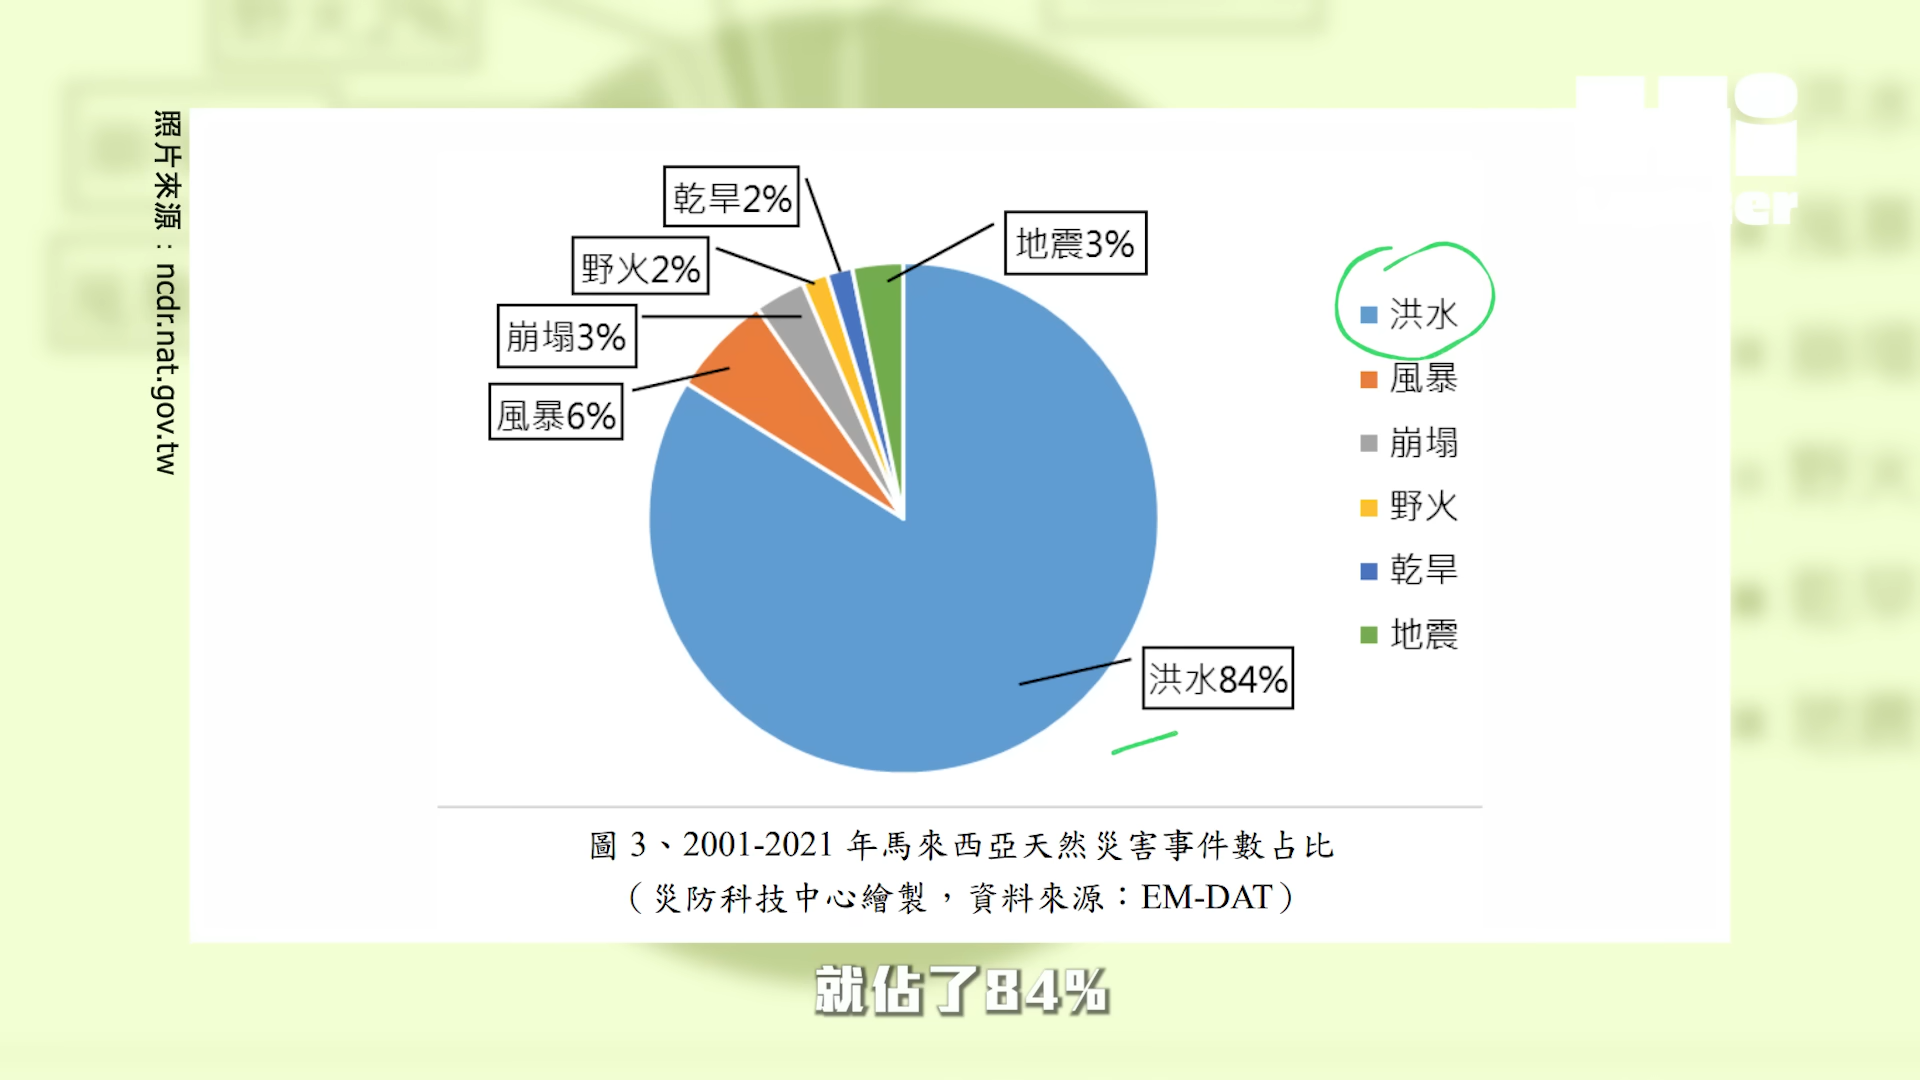 照片來源：ncdr.nat.gov.tw
乾旱2%
地震3%
野火2%
崩塌3%
風暴6%
洪水84%
洪水
風暴
崩塌
野火
乾旱
地震
圖 3、2001-2021 年馬來西亞天然災害事件數占比
（災防科技中心繪製，資料來源：EM-DAT）
就佔了84%